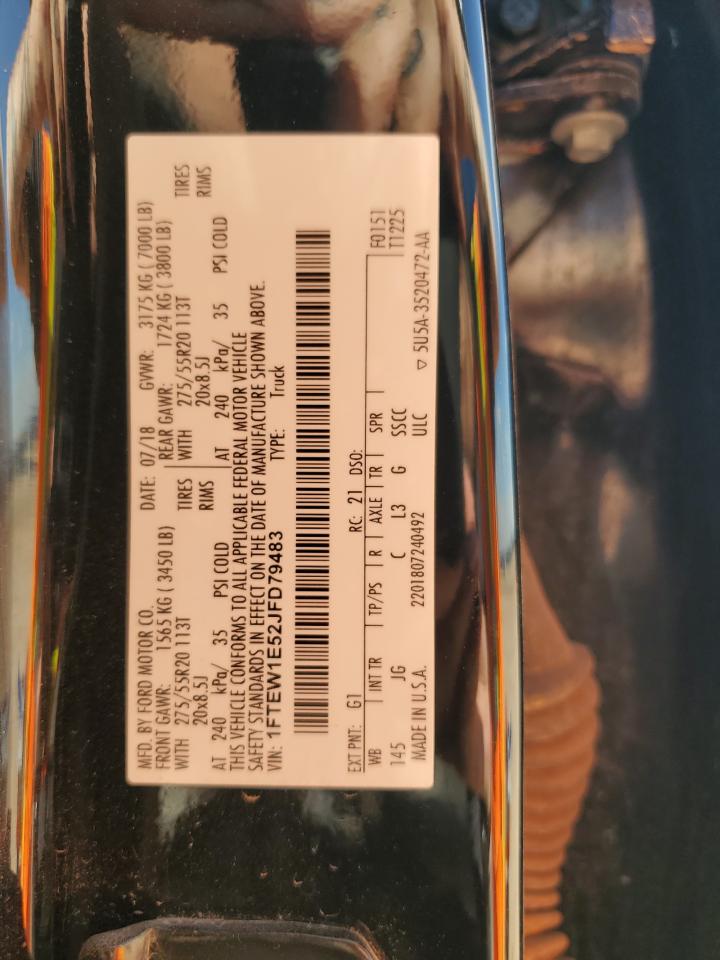 MFD. BY FORD MOTOR CO.
DATE: 07/18 GVWR: 3175 KG ( 7000 LB)
FRONT GAWR: 1565 KG ( 3450 LB) REAR GAWR: 1724 KG ( 3800 LB)
WITH 275/55R20 113T TIRES WITH 275/55R20 113T TIRES
20x8.5J RIMS 20x8.5J RIMS
AT 240 kPa/ 35 PSI COLD AT 240 kPa/ 35 PSI COLD
THIS VEHICLE CONFORMS TO ALL APPLICABLE FEDERAL MOTOR VEHICLE
SAFETY STANDARDS IN EFFECT ON THE DATE OF MANUFACTURE SHOWN ABOVE.
VIN: 1FTEW1E52JFD79483 TYPE: Truck
EXT PNT: G1 RC: 21 DSO: F0151
WB INT TR TP/PS R AXLE TR SPR T1225
145 JG C L3 G SSCC
MADE IN U.S.A. 2201807240492 ULC ▽ 5U5A-3520472-AA